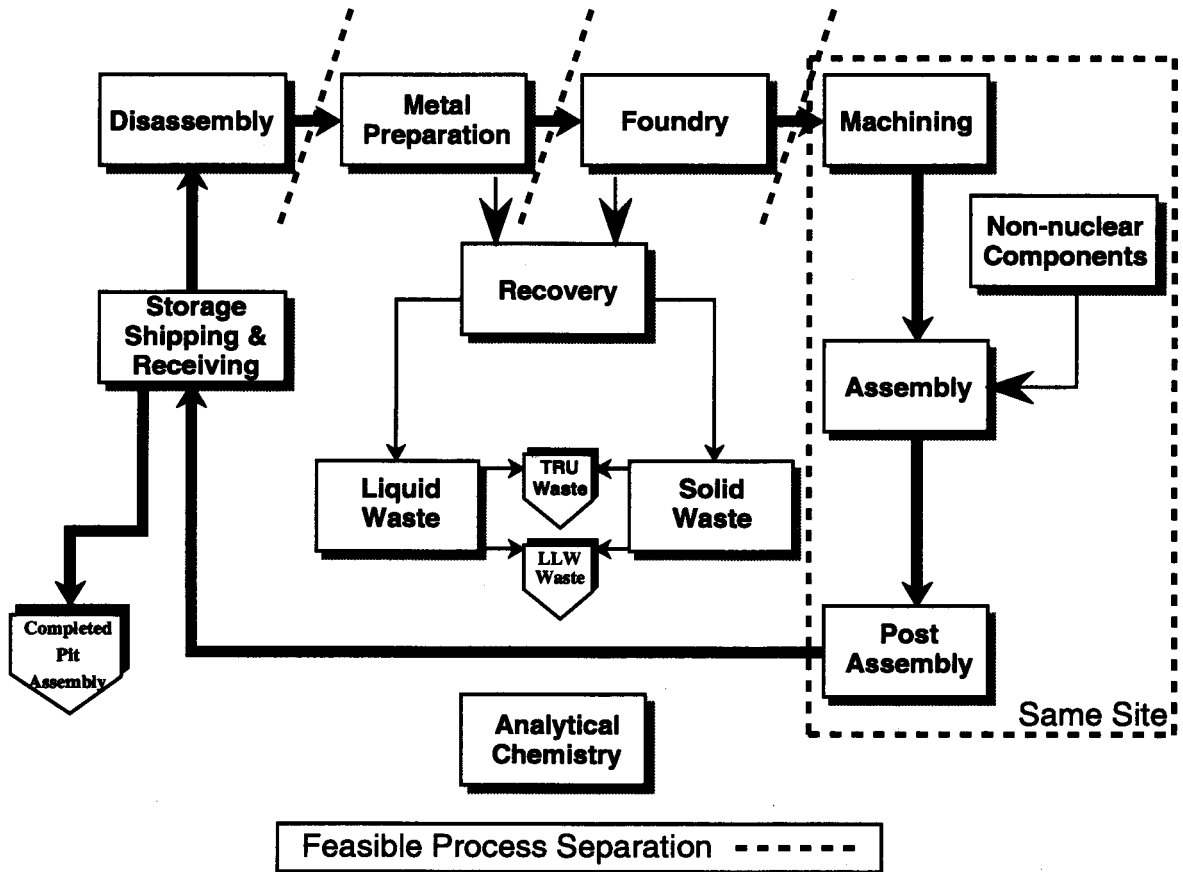 Disassembly
Metal
Preparation
Foundry
Machining
Non-nuclear
Components
Recovery
Storage
Shipping &
Receiving
Assembly
Liquid
Waste
TRU
Waste
Solid
Waste
LLW
Waste
Completed
Pit
Assembly
Post
Assembly
Same Site
Analytical
Chemistry
Feasible Process Separation